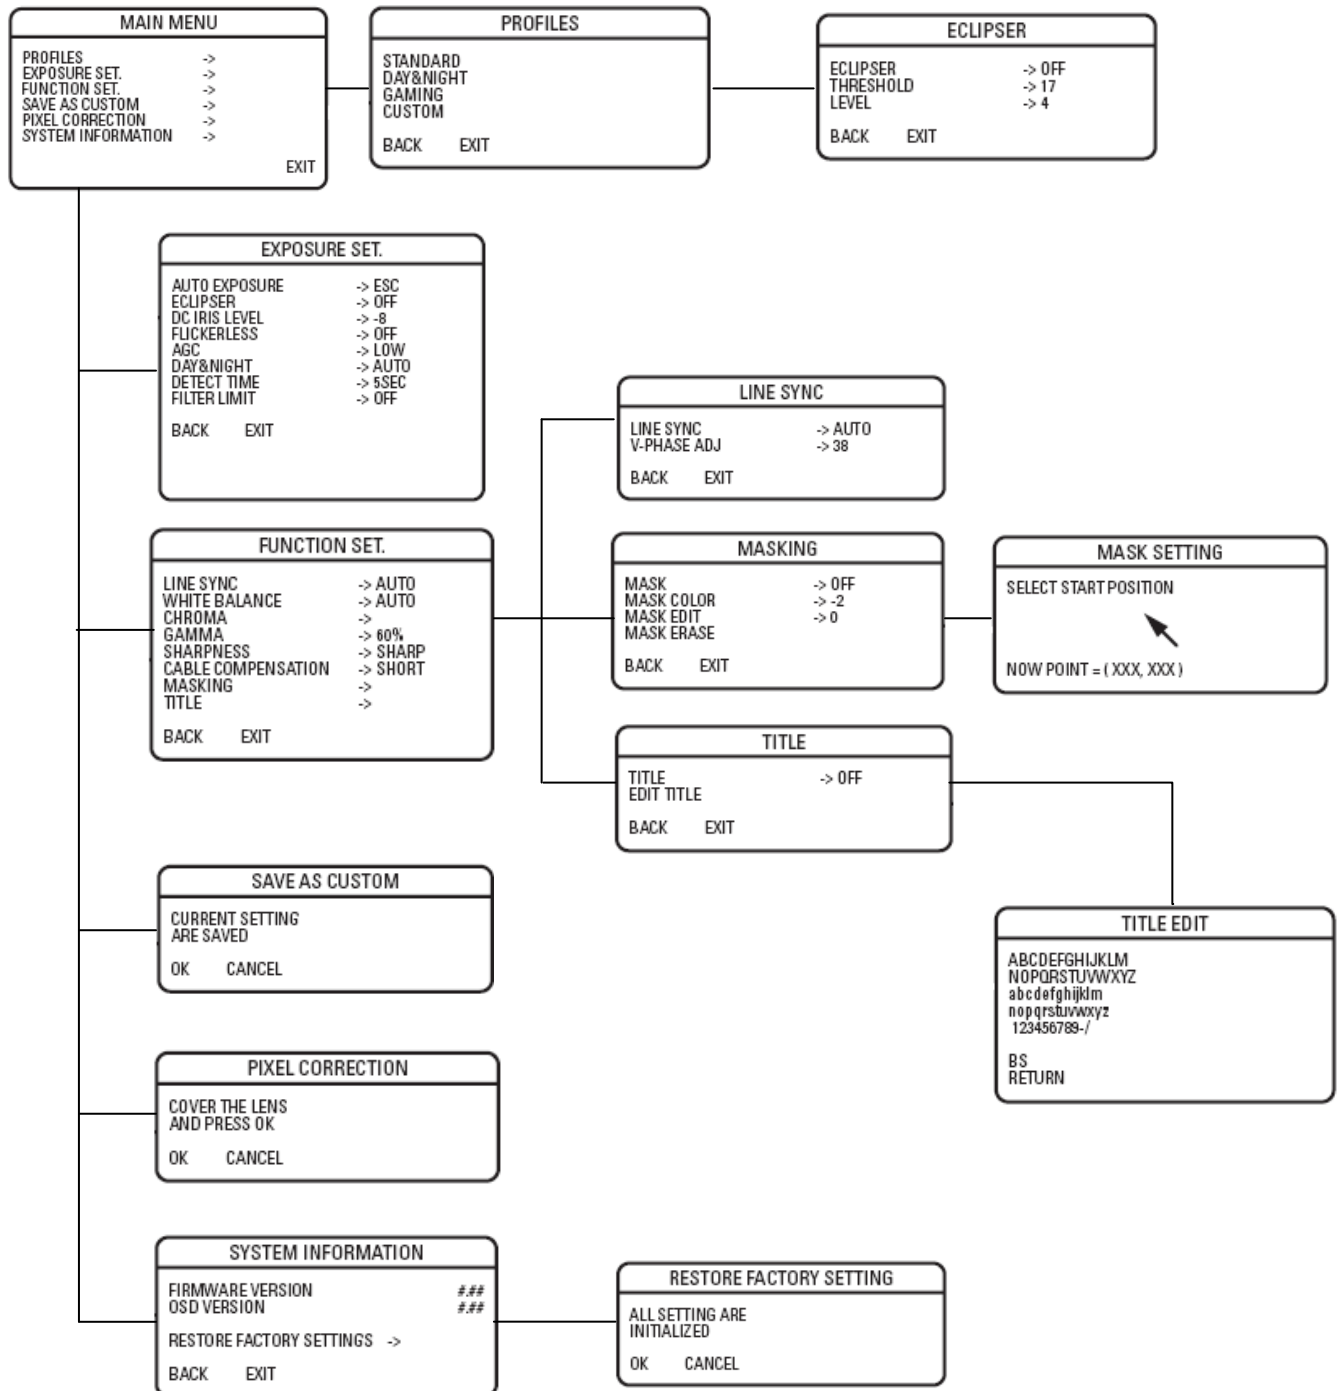 MAIN MENU
PROFILES ->
EXPOSURE SET. ->
FUNCTION SET. ->
SAVE AS CUSTOM ->
PIXEL CORRECTION ->
SYSTEM INFORMATION ->
EXIT
PROFILES
STANDARD
DAY&NIGHT
GAMING
CUSTOM
BACK EXIT
ECLIPSER
ECLIPSER -> OFF
THRESHOLD -> 17
LEVEL -> 4
BACK EXIT
EXPOSURE SET.
AUTO EXPOSURE -> ESC
ECLIPSER -> OFF
DC IRIS LEVEL -> -8
FLICKERLESS -> OFF
AGC -> LOW
DAY&NIGHT -> AUTO
DETECT TIME -> 5SEC
FILTER LIMIT -> OFF
BACK EXIT
LINE SYNC
LINE SYNC -> AUTO
V-PHASE ADJ -> 38
BACK EXIT
FUNCTION SET.
LINE SYNC -> AUTO
WHITE BALANCE -> AUTO
CHROMA ->
GAMMA -> 60%
SHARPNESS -> SHARP
CABLE COMPENSATION -> SHORT
MASKING ->
TITLE ->
BACK EXIT
MASKING
MASK -> OFF
MASK COLOR -> -2
MASK EDIT -> 0
MASK ERASE
BACK EXIT
MASK SETTING
SELECT START POSITION
NOW POINT = ( XXX, XXX )
TITLE
TITLE -> OFF
EDIT TITLE
BACK EXIT
SAVE AS CUSTOM
CURRENT SETTING
ARE SAVED
OK CANCEL
TITLE EDIT
ABCDEFGHIJKLM
NOPQRSTUVWXYZ
abcdefghijklm
nopqrstuvwxyz
123456789-/
BS
RETURN
PIXEL CORRECTION
COVER THE LENS
AND PRESS OK
OK CANCEL
SYSTEM INFORMATION
FIRMWARE VERSION #.##
OSD VERSION #.##
RESTORE FACTORY SETTINGS ->
BACK EXIT
RESTORE FACTORY SETTING
ALL SETTING ARE
INITIALIZED
OK CANCEL